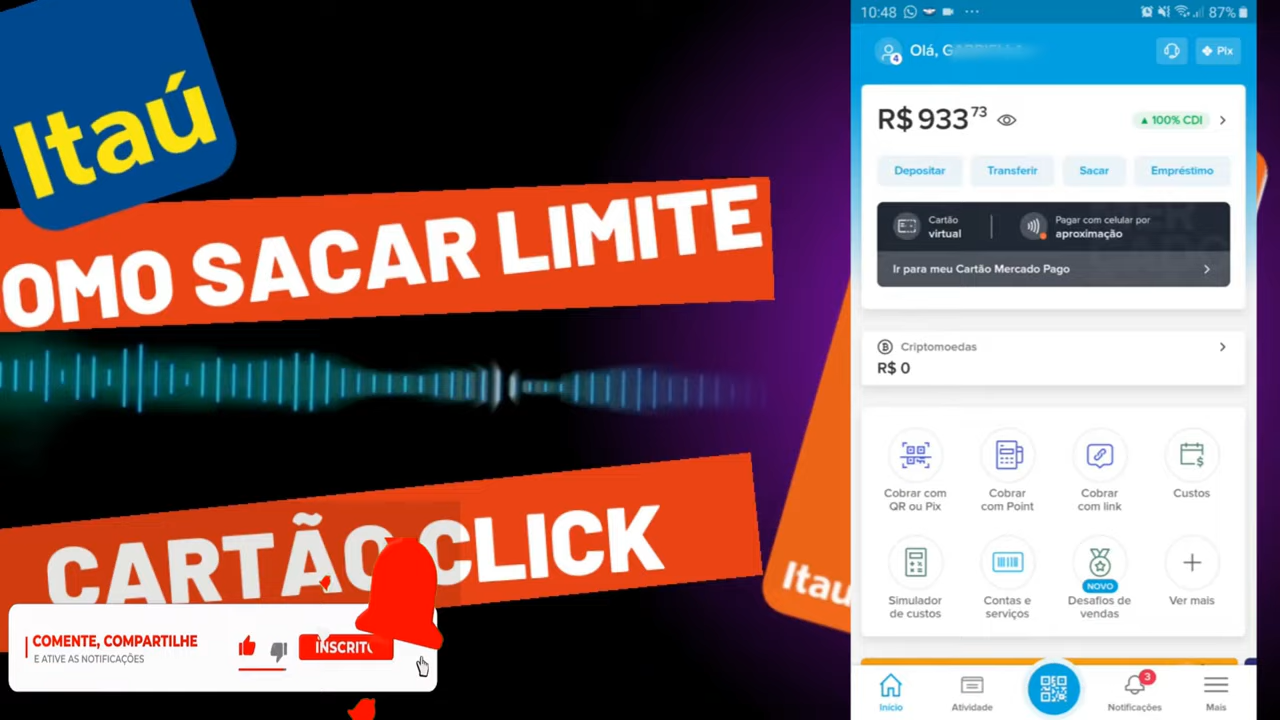 Itaú
OMO SACAR LIMITE
CARTÃO CLICK
Itaú
COMENTE, COMPARTILHE
E ATIVE AS NOTIFICAÇÕES
INSCRITO
10:48
87%
Olá,
4
Pix
R$ 933 73
100% CDI
Depositar
Transferir
Sacar
Empréstimo
Cartão
virtual
Pagar com celular por
aproximação
Ir para meu Cartão Mercado Pago
Criptomoedas
R$ 0
Cobrar com
QR ou Pix
Cobrar
com Point
Cobrar
com link
Custos
Simulador
de custos
Contas e
serviços
NOVO
Desafios de
vendas
Ver mais
Início
Atividade
3
Notificações
Mais